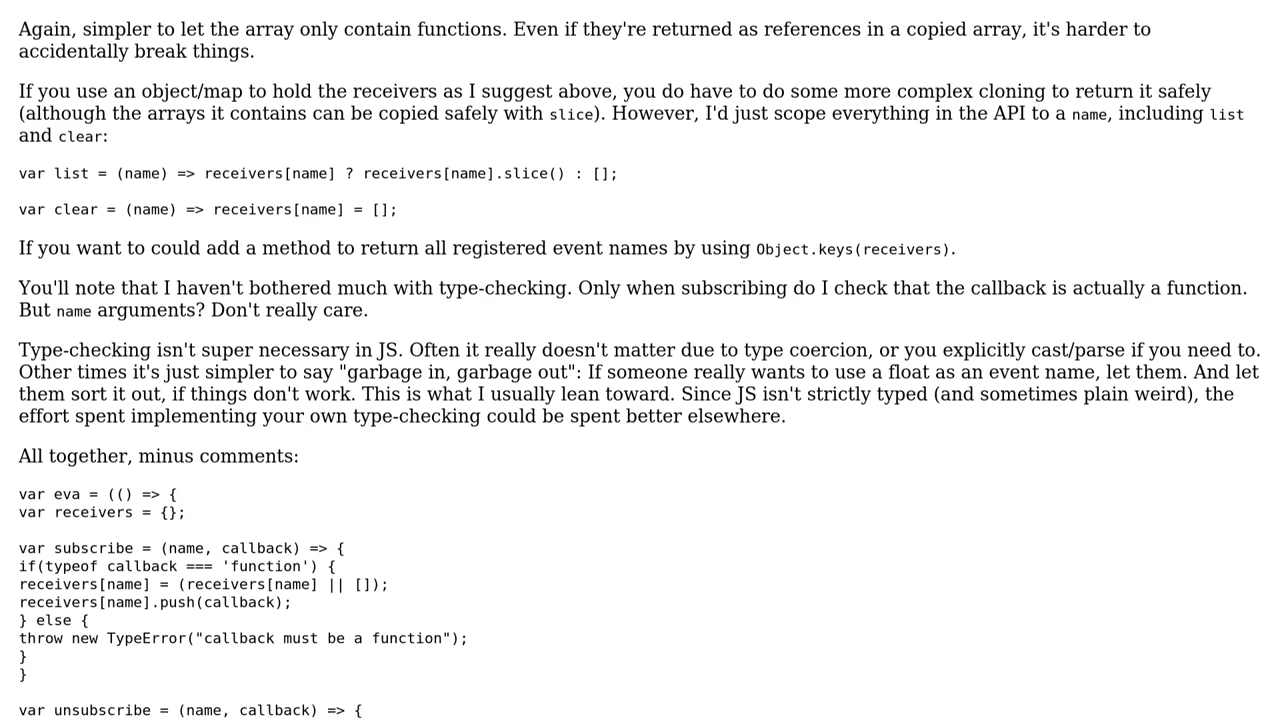 Again, simpler to let the array only contain functions. Even if they're returned as references in a copied array, it's harder to
accidentally break things.
If you use an object/map to hold the receivers as I suggest above, you do have to do some more complex cloning to return it safely
(although the arrays it contains can be copied safely with slice). However, I'd just scope everything in the API to a name, including list
and clear:
var list = (name) => receivers[name] ? receivers[name].slice() : [];
var clear = (name) => receivers[name] = [];
If you want to could add a method to return all registered event names by using Object.keys(receivers).
You'll note that I haven't bothered much with type-checking. Only when subscribing do I check that the callback is actually a function.
But name arguments? Don't really care.
Type-checking isn't super necessary in JS. Often it really doesn't matter due to type coercion, or you explicitly cast/parse if you need to.
Other times it's just simpler to say "garbage in, garbage out": If someone really wants to use a float as an event name, let them. And let
them sort it out, if things don't work. This is what I usually lean toward. Since JS isn't strictly typed (and sometimes plain weird), the
effort spent implementing your own type-checking could be spent better elsewhere.
All together, minus comments:
var eva = (() => {
var receivers = {};
var subscribe = (name, callback) => {
if(typeof callback === 'function') {
receivers[name] = (receivers[name] || []);
receivers[name].push(callback);
} else {
throw new TypeError("callback must be a function");
}
}
var unsubscribe = (name, callback) => {